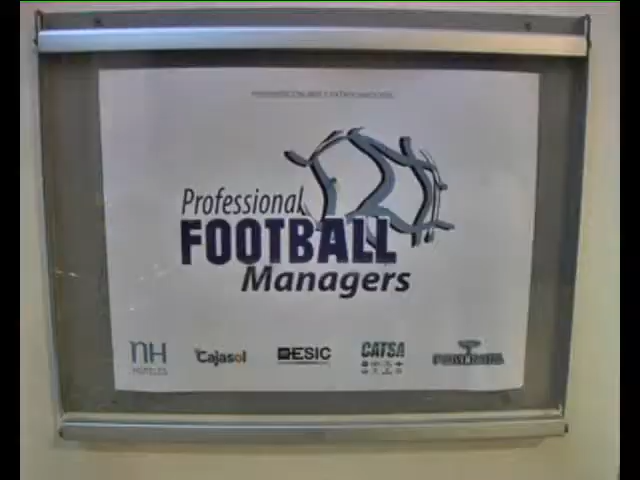 Professional
FOOTBALL
Managers
nH Cajasol ESIC CATSA
HOTELES